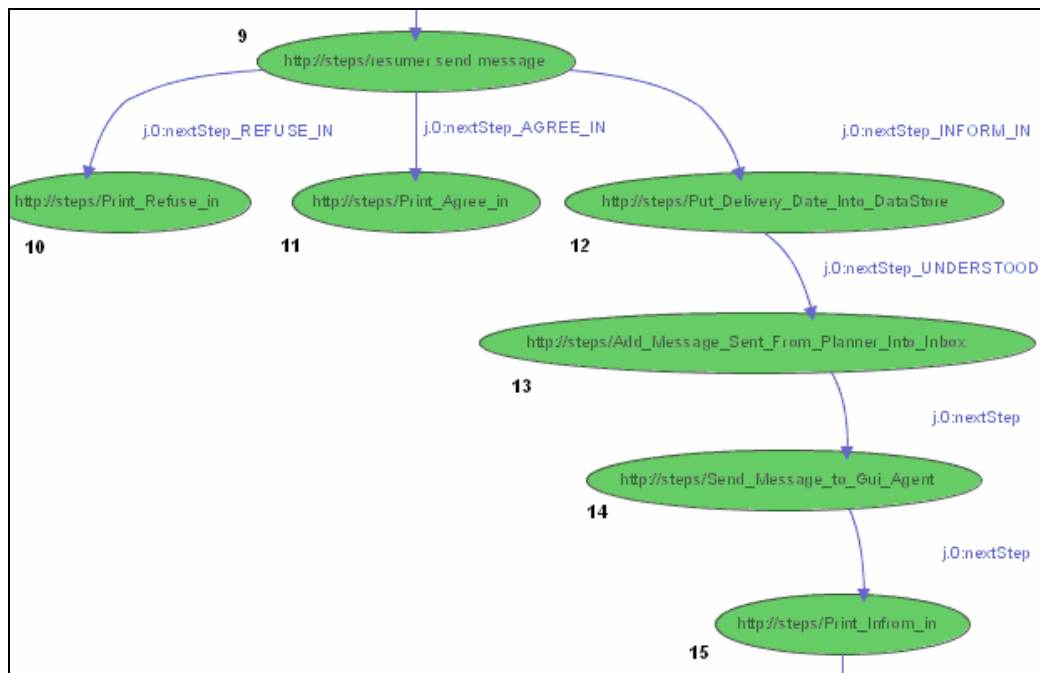 9
http://steps/resumer send message
j.0:nextStep_REFUSE_IN
j.0:nextStep_AGREE_IN
j.0:nextStep_INFORM_IN
http://steps/Print_Refuse_in
http://steps/Print_Agree_in
http://steps/Put_Delivery_Date_Into_DataStore
10
11
12
j.0:nextStep_UNDERSTOOD
http://steps/Add_Message_Sent_From_Planner_Into_Inbox
13
j.0:nextStep
http://steps/Send_Message_to_Gui_Agent
14
j.0:nextStep
http://steps/Print_Infrom_in
15